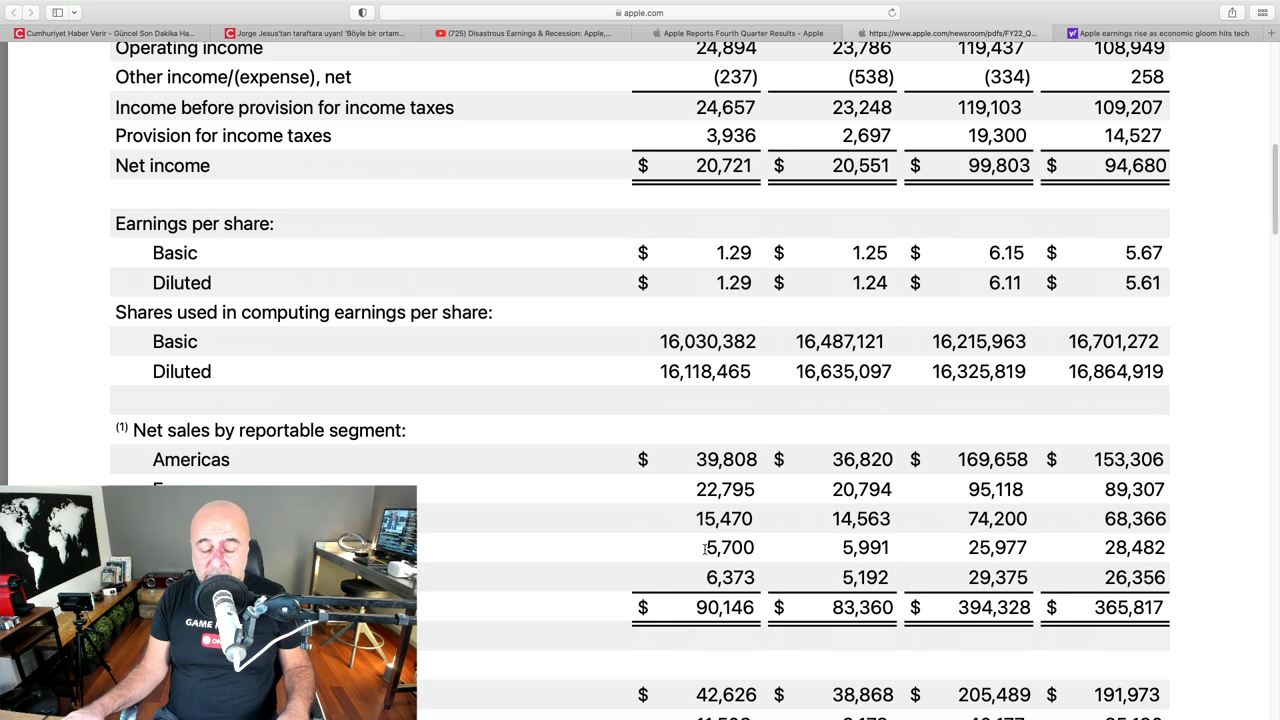 apple.com
Cumhuriyet Haber Verir - Güncel Son Dakika Ha...
Jorge Jesus'tan taraftara uyarı! 'Böyle bir ortam...
(725) Disastrous Earnings & Recession: Apple,...
Apple Reports Fourth Quarter Results - Apple
https://www.apple.com/newsroom/pdfs/FY22_Q...
Apple earnings rise as economic gloom hits tech
Operating income 24,894 23,786 119,437 108,949
Other income/(expense), net (237) (538) (334) 258
Income before provision for income taxes 24,657 23,248 119,103 109,207
Provision for income taxes 3,936 2,697 19,300 14,527
Net income $ 20,721 $ 20,551 $ 99,803 $ 94,680
Earnings per share:
Basic $ 1.29 $ 1.25 $ 6.15 $ 5.67
Diluted $ 1.29 $ 1.24 $ 6.11 $ 5.61
Shares used in computing earnings per share:
Basic 16,030,382 16,487,121 16,215,963 16,701,272
Diluted 16,118,465 16,635,097 16,325,819 16,864,919
(1) Net sales by reportable segment:
Americas $ 39,808 $ 36,820 $ 169,658 $ 153,306
22,795 20,794 95,118 89,307
15,470 14,563 74,200 68,366
5,700 5,991 25,977 28,482
6,373 5,192 29,375 26,356
$ 90,146 $ 83,360 $ 394,328 $ 365,817
$ 42,626 $ 38,868 $ 205,489 $ 191,973
GAME